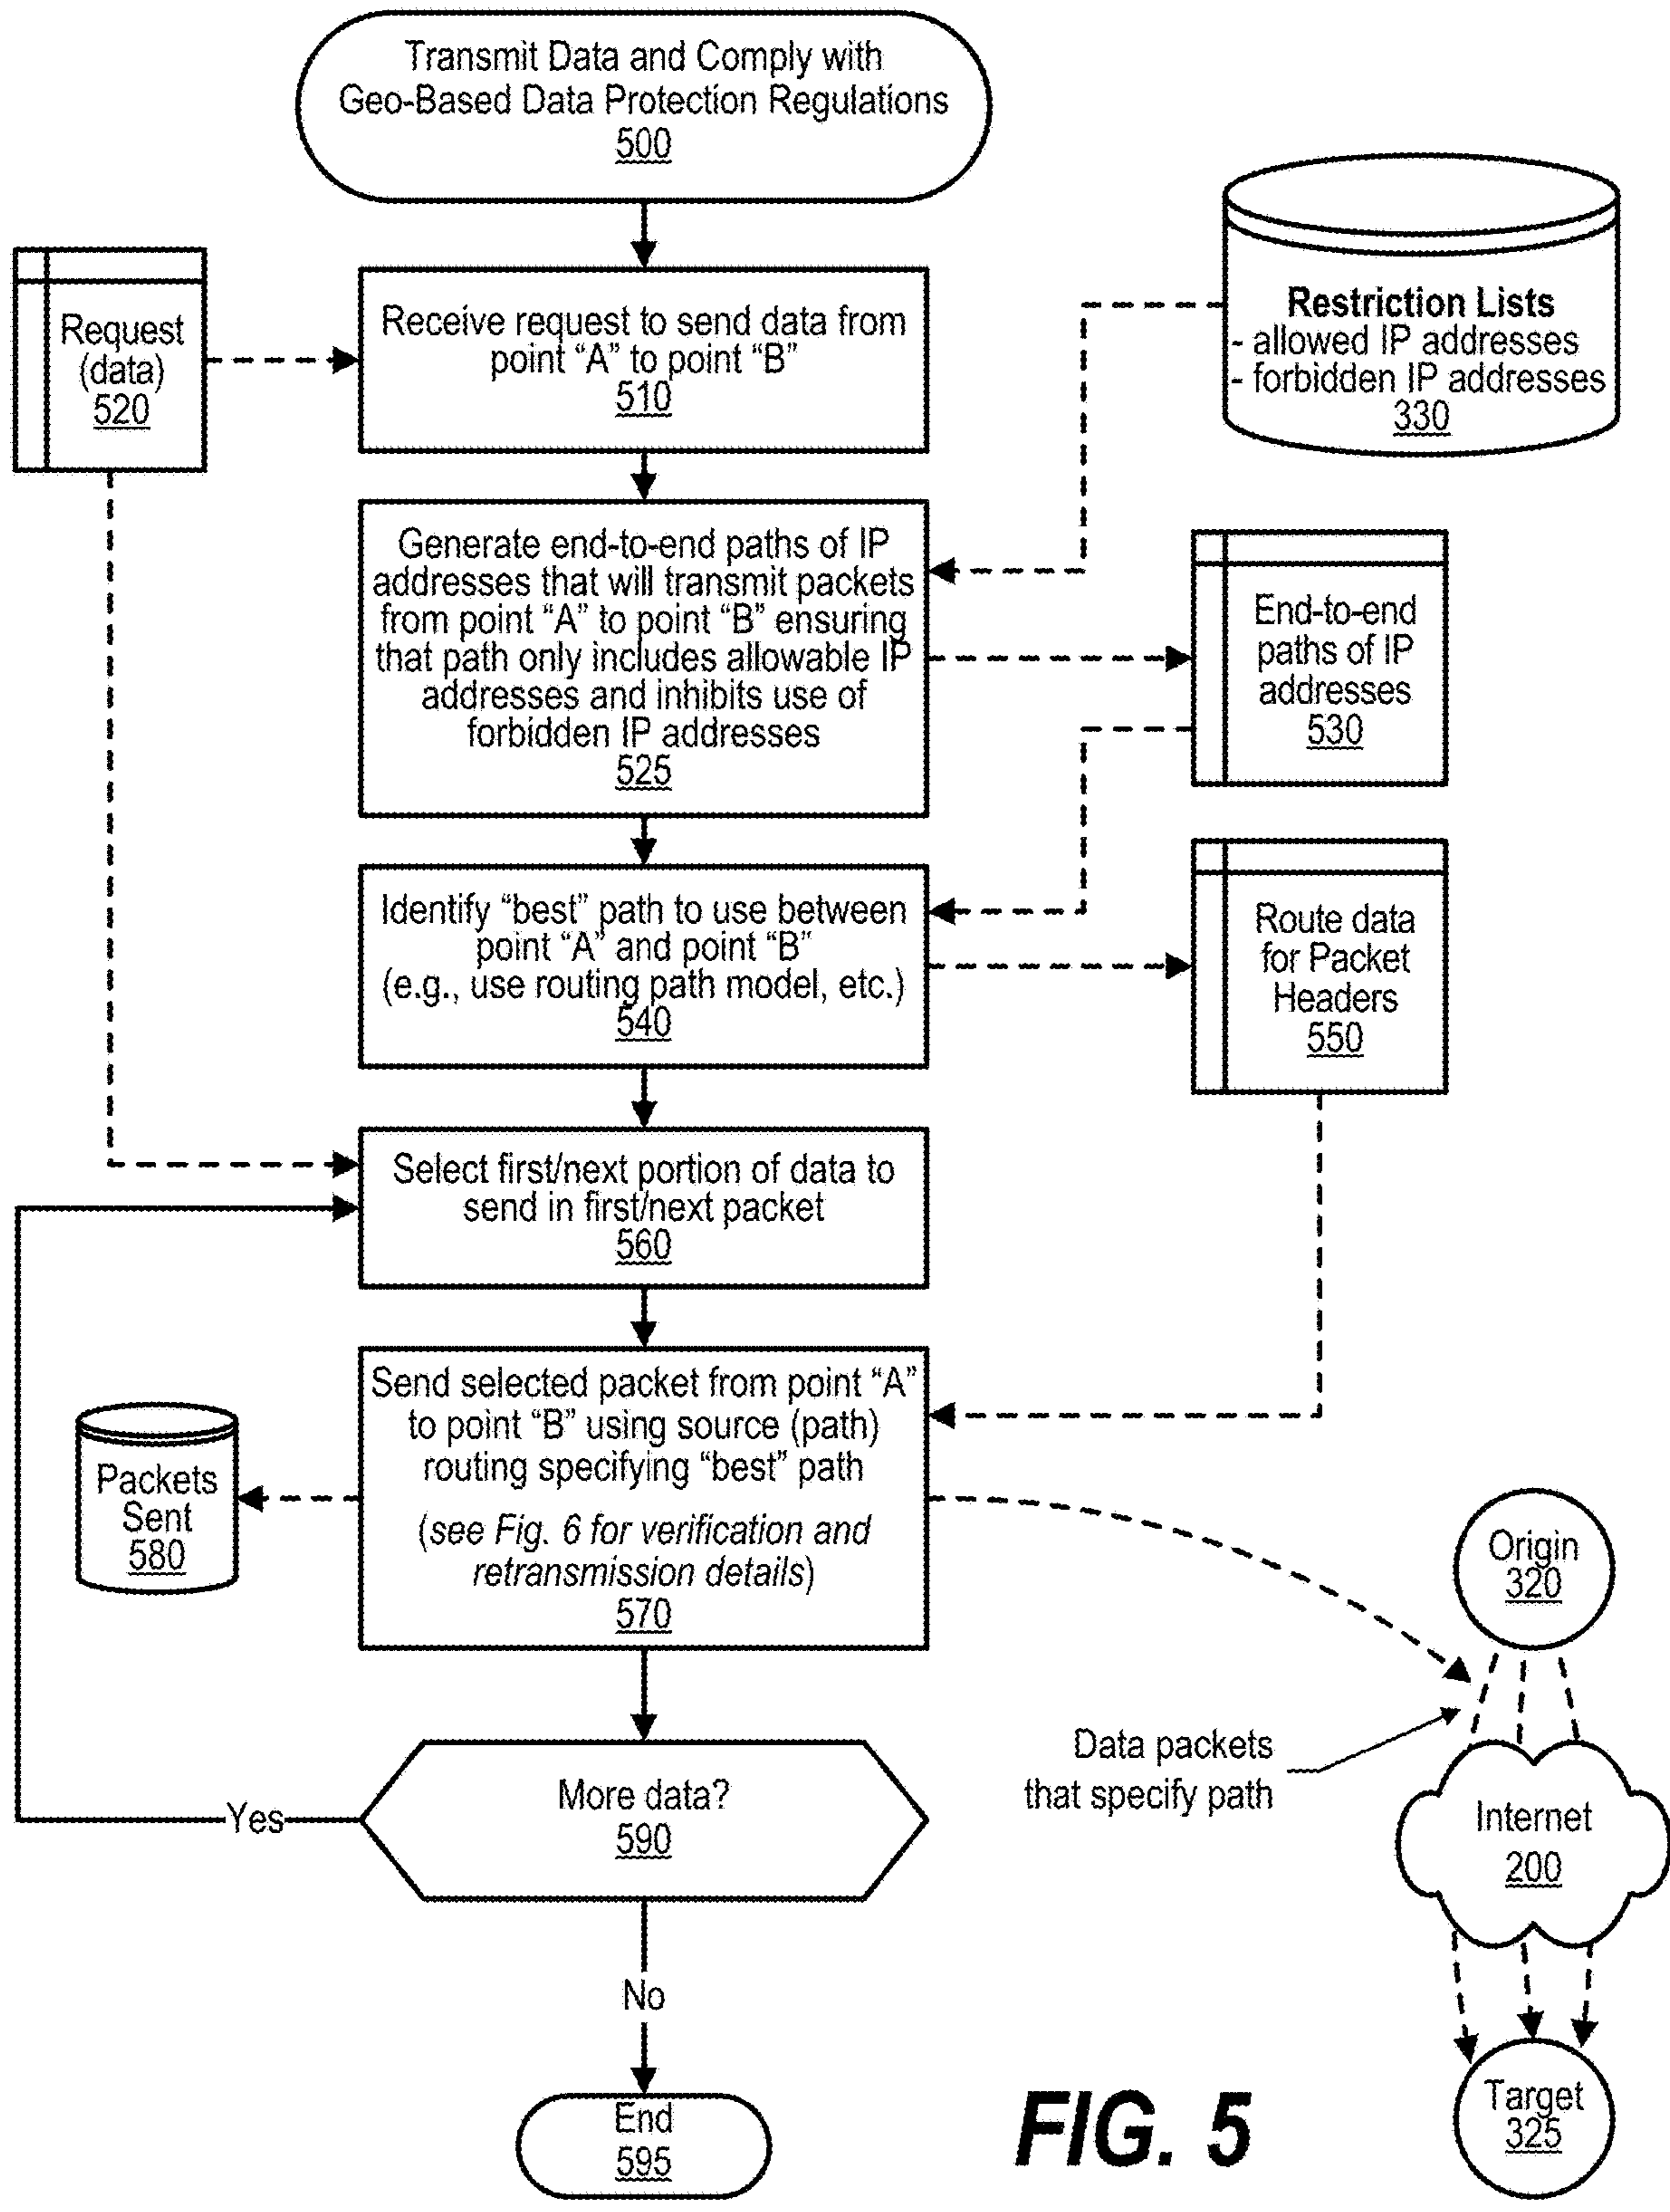 Transmit Data and Comply with
Geo-Based Data Protection Regulations
500
Request
(data)
520
Receive request to send data from
point “A” to point “B”
510
Restriction Lists
- allowed IP addresses
- forbidden IP addresses
330
Generate end-to-end paths of IP
addresses that will transmit packets
from point “A” to point “B” ensuring
that path only includes allowable IP
addresses and inhibits use of
forbidden IP addresses
525
End-to-end
paths of IP
addresses
530
Identify “best” path to use between
point “A” and point “B”
(e.g., use routing path model, etc.)
540
Route data
for Packet
Headers
550
Select first/next portion of data to
send in first/next packet
560
Send selected packet from point “A”
to point “B” using source (path)
routing specifying “best” path
(see Fig. 6 for verification and
retransmission details)
570
Packets
Sent
580
Origin
320
Data packets
that specify path
Internet
200
More data?
590
Yes
No
Target
325
End
595
FIG. 5